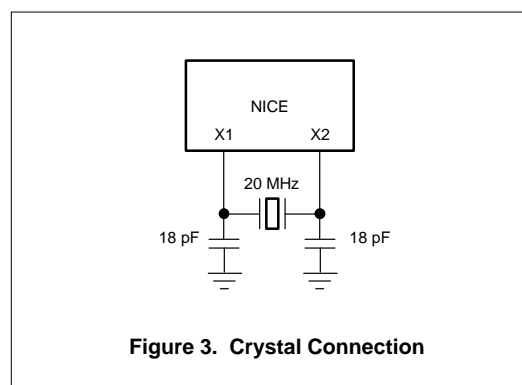 NICE
X1 X2
20 MHz
18 pF 18 pF
Figure 3. Crystal Connection